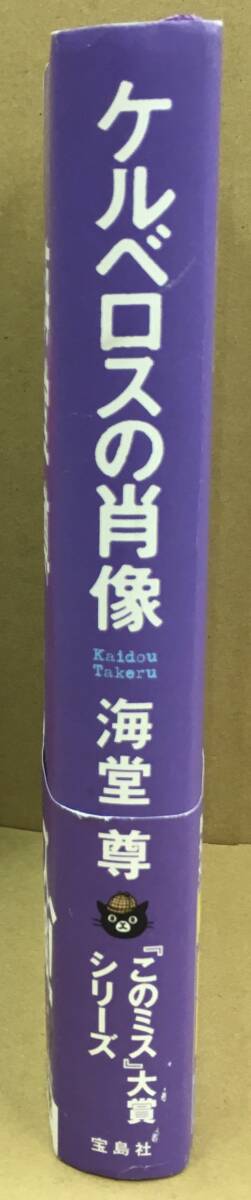 ケルベロスの肖像
Kaidou
Takeru
海堂 尊
『このミス』大賞
シリーズ
宝島社